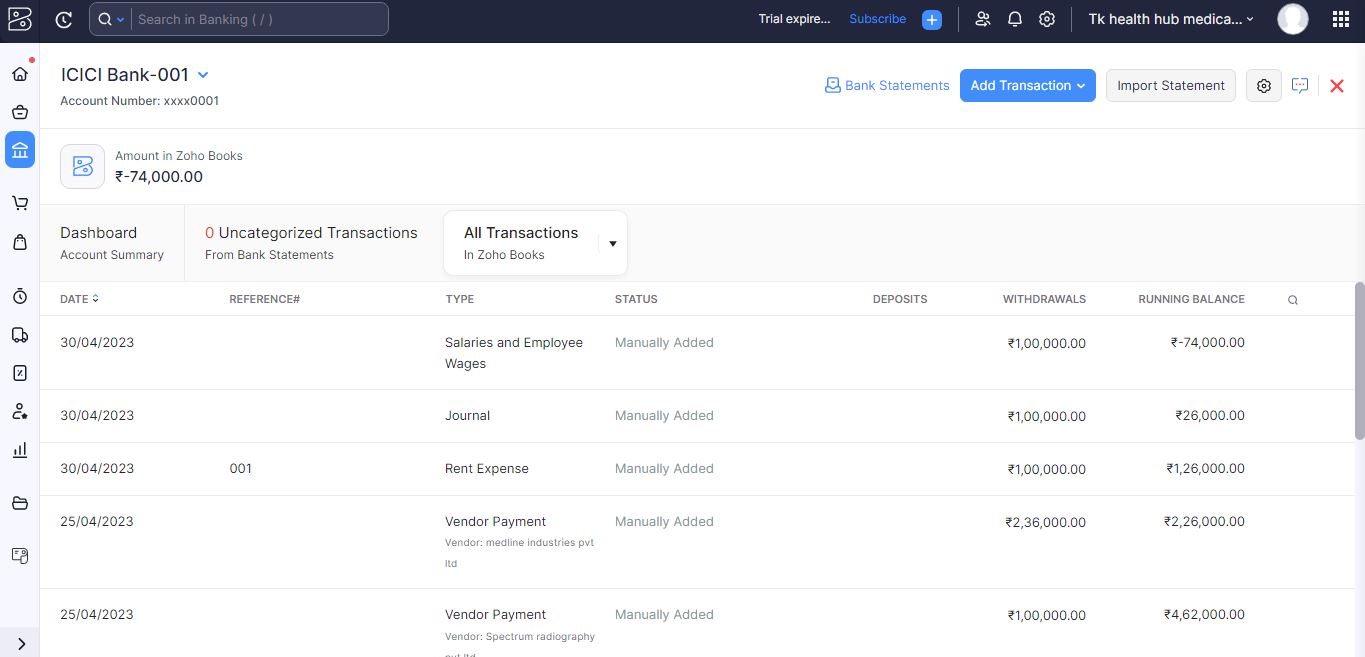 Search in Banking ( / )
Trial expire... Subscribe
Tk health hub medica...
ICICI Bank-001
Account Number: xxxx0001
Bank Statements
Add Transaction
Import Statement
Amount in Zoho Books
₹-74,000.00
Dashboard
Account Summary
0 Uncategorized Transactions
From Bank Statements
All Transactions
In Zoho Books
DATE REFERENCE# TYPE STATUS DEPOSITS WITHDRAWALS RUNNING BALANCE
30/04/2023 Salaries and Employee Manually Added ₹1,00,000.00 ₹-74,000.00
Wages
30/04/2023 Journal Manually Added ₹1,00,000.00 ₹26,000.00
30/04/2023 001 Rent Expense Manually Added ₹1,00,000.00 ₹1,26,000.00
25/04/2023 Vendor Payment Manually Added ₹2,36,000.00 ₹2,26,000.00
Vendor: medline industries pvt
ltd
25/04/2023 Vendor Payment Manually Added ₹1,00,000.00 ₹4,62,000.00
Vendor: Spectrum radiography
pvt ltd